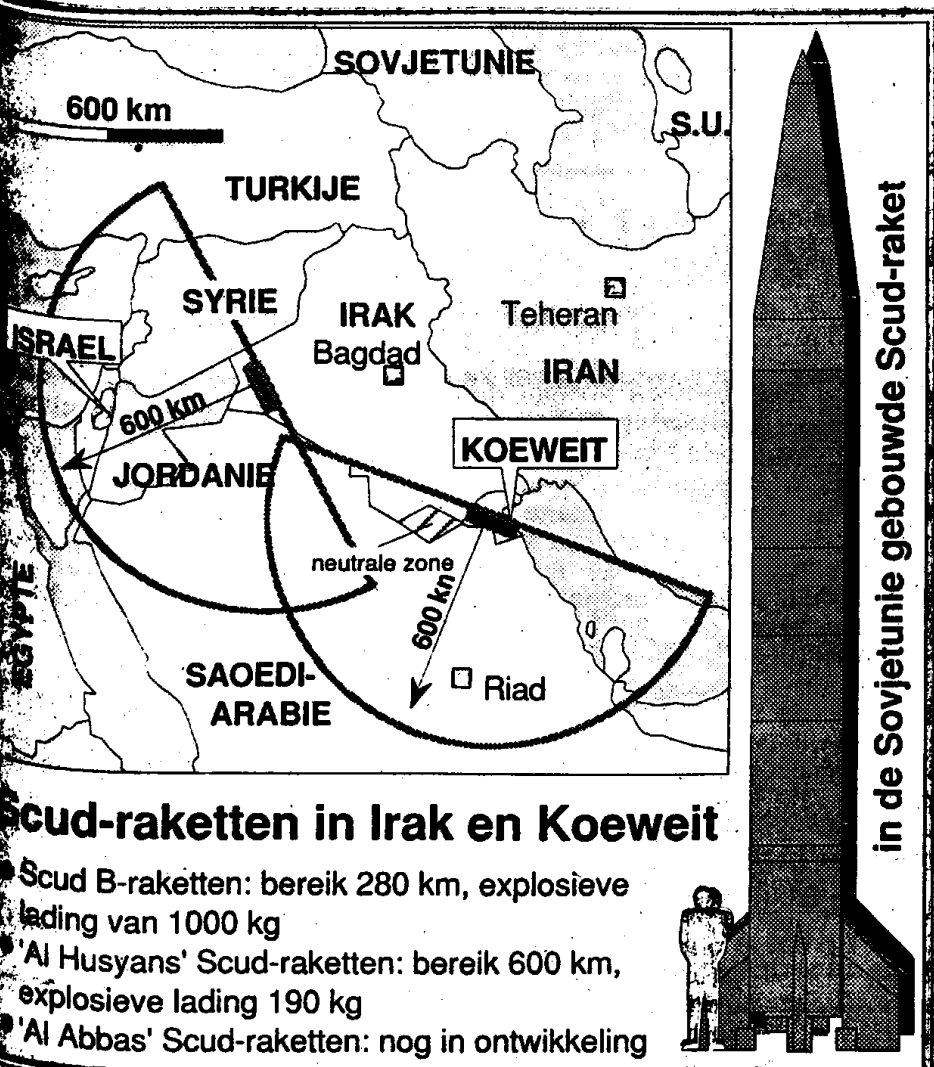 SOVJETUNIE
600 km
S.U.
TURKIJE
SYRIE
IRAK
Teheran
ISRAEL
Bagdad
IRAN
600 km
KOEWEIT
JORDANIE
neutrale zone
600 kn
EGYPTE
SAOEDI-
ARABIE
Riad
in de Sovjetunie gebouwde Scud-raket
Scud-raketten in Irak en Koeweit
Scud B-raketten: bereik 280 km, explosieve
lading van 1000 kg
'Al Husyans' Scud-raketten: bereik 600 km,
explosieve lading 190 kg
'Al Abbas' Scud-raketten: nog in ontwikkeling